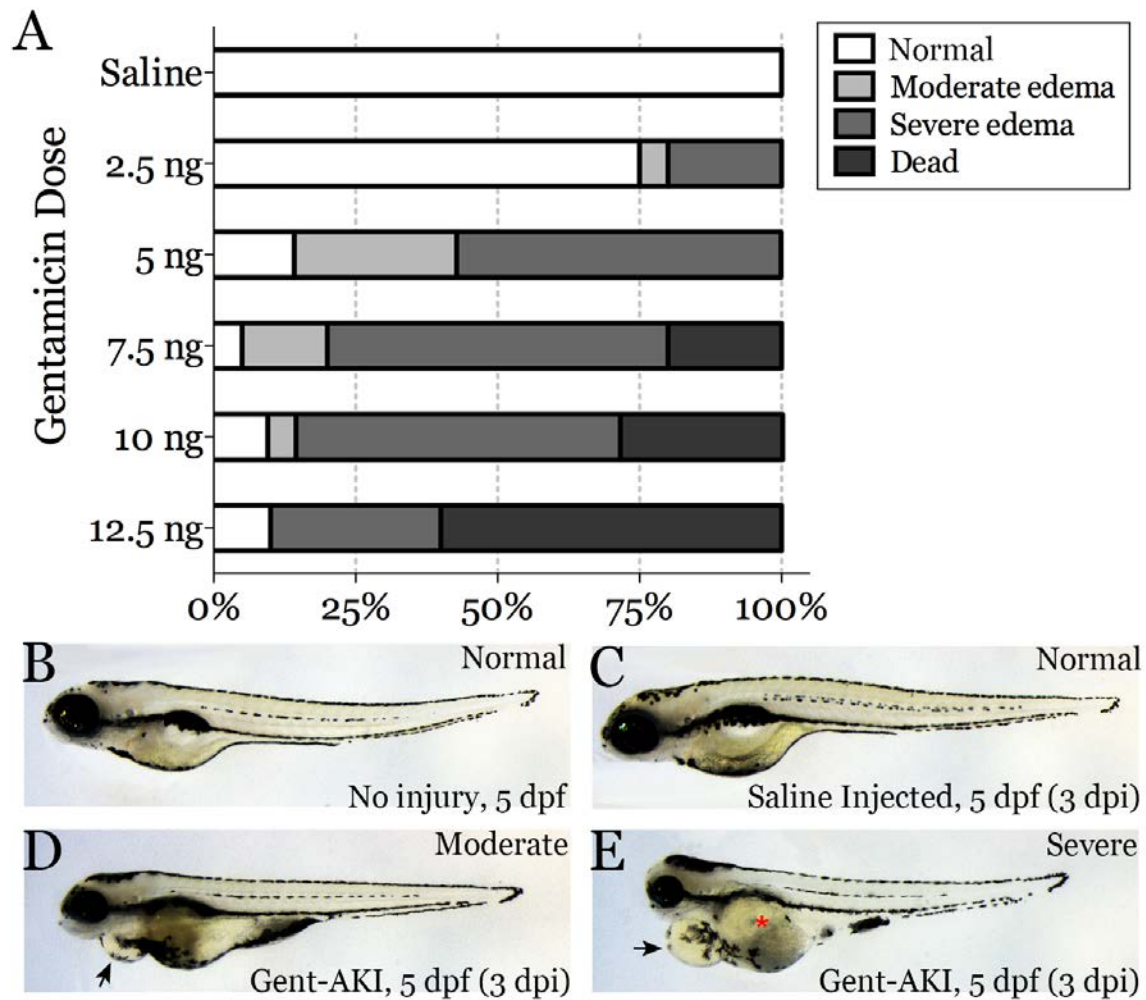 A
Saline
2.5 ng
5 ng
7.5 ng
10 ng
12.5 ng
Gentamicin Dose
0% 25% 50% 75% 100%
Normal
Moderate edema
Severe edema
Dead
B
Normal
No injury, 5 dpf
C
Normal
Saline Injected, 5 dpf (3 dpi)
D
Moderate
Gent-AKI, 5 dpf (3 dpi)
E
Severe
*
Gent-AKI, 5 dpf (3 dpi)